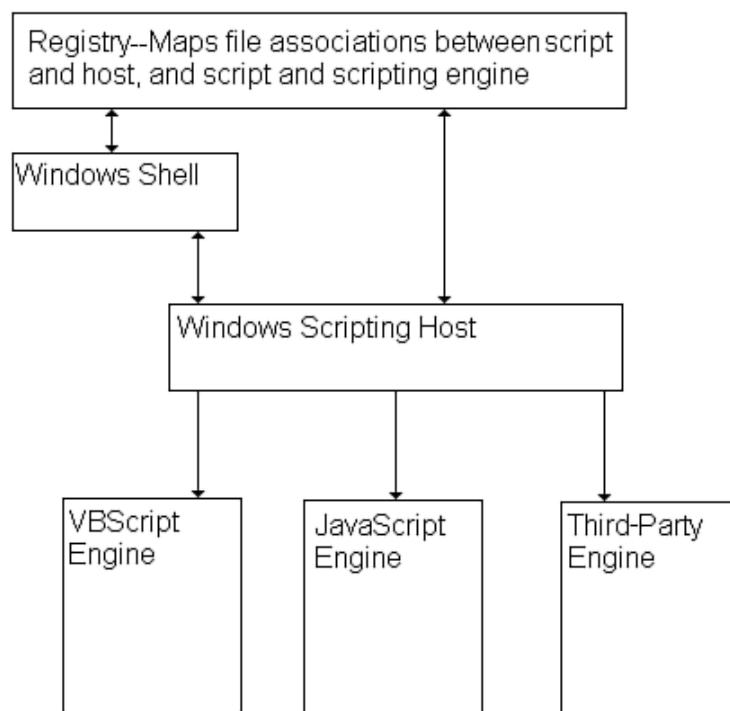 Registry--Maps file associations between script
and host, and script and scripting engine
Windows Shell
Windows Scripting Host
VBScript
Engine
JavaScript
Engine
Third-Party
Engine